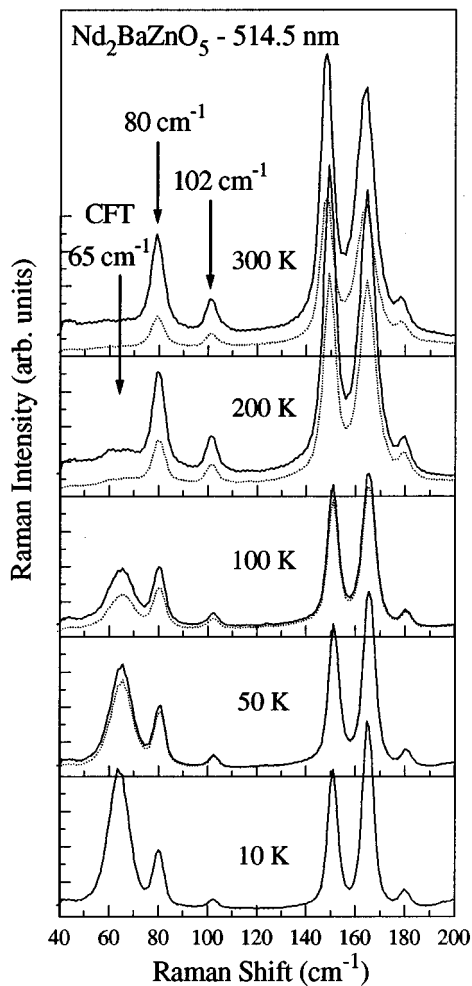 Nd₂BaZnO₅ - 514.5 nm
80 cm⁻¹
102 cm⁻¹
CFT
65 cm⁻¹
300 K
200 K
100 K
50 K
10 K
Raman Intensity (arb. units)
40 60 80 100 120 140 160 180 200
Raman Shift (cm⁻¹)